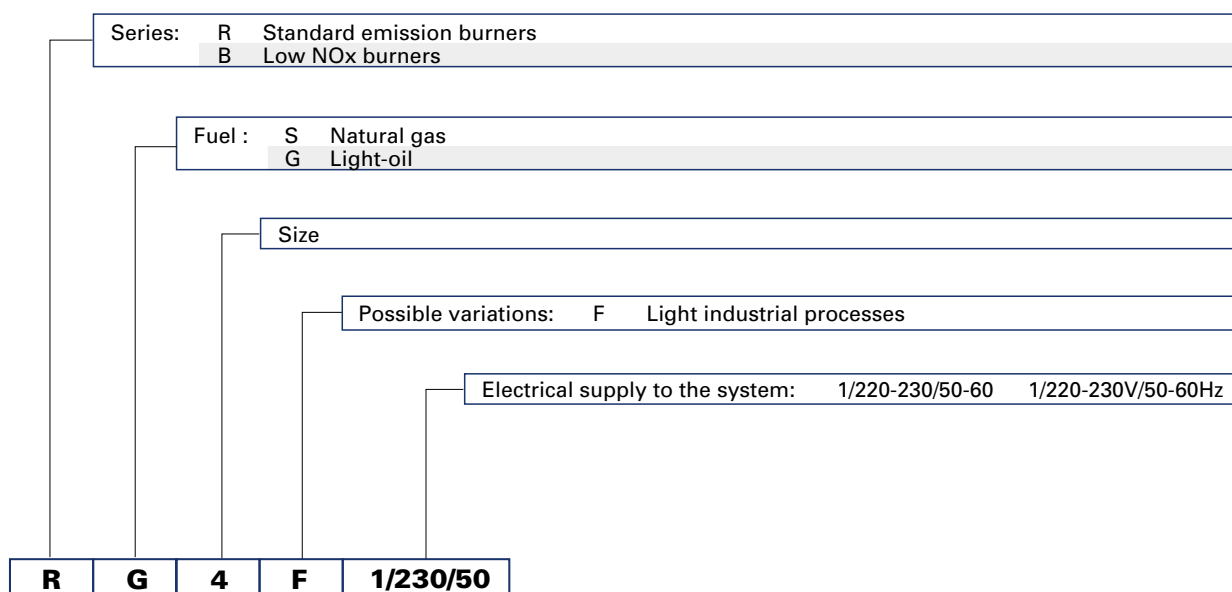 Series: R Standard emission burners
B Low NOx burners
Fuel : S Natural gas
G Light-oil
Size
Possible variations: F Light industrial processes
Electrical supply to the system: 1/220-230/50-60 1/220-230V/50-60Hz
R G 4 F 1/230/50